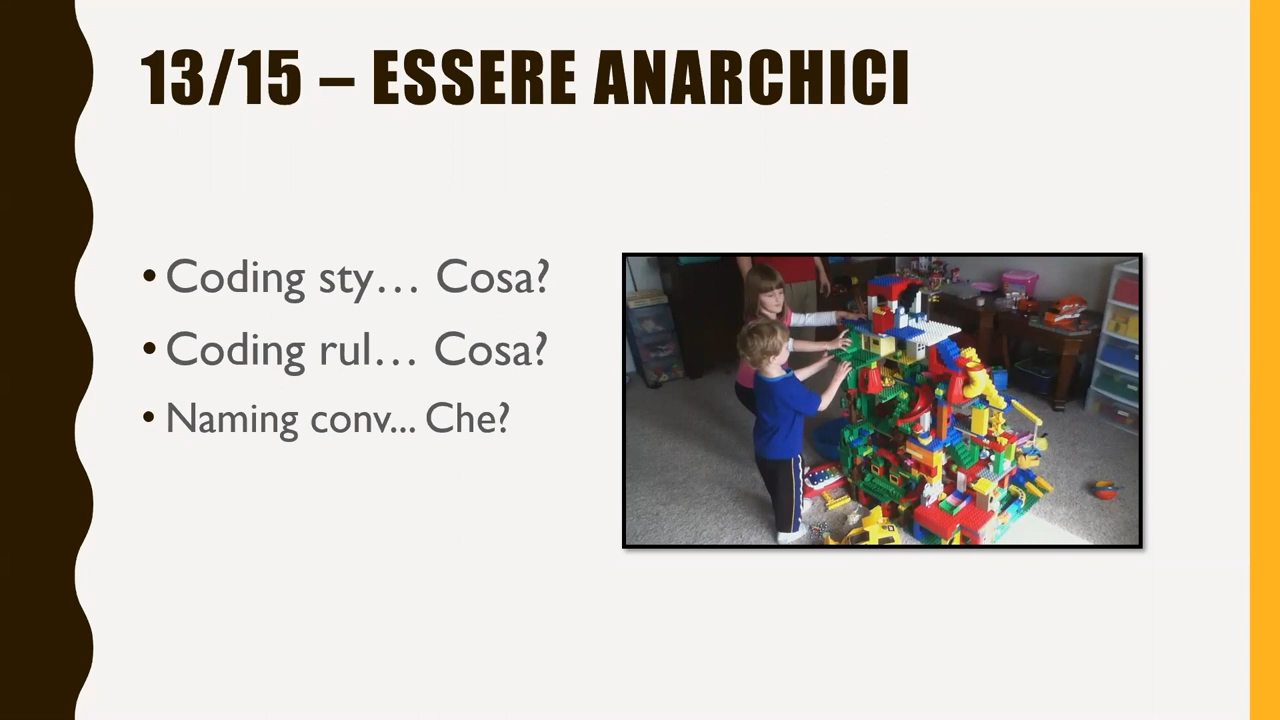 13/15 – ESSERE ANARCHICI
• Coding sty… Cosa?
• Coding rul… Cosa?
• Naming conv... Che?